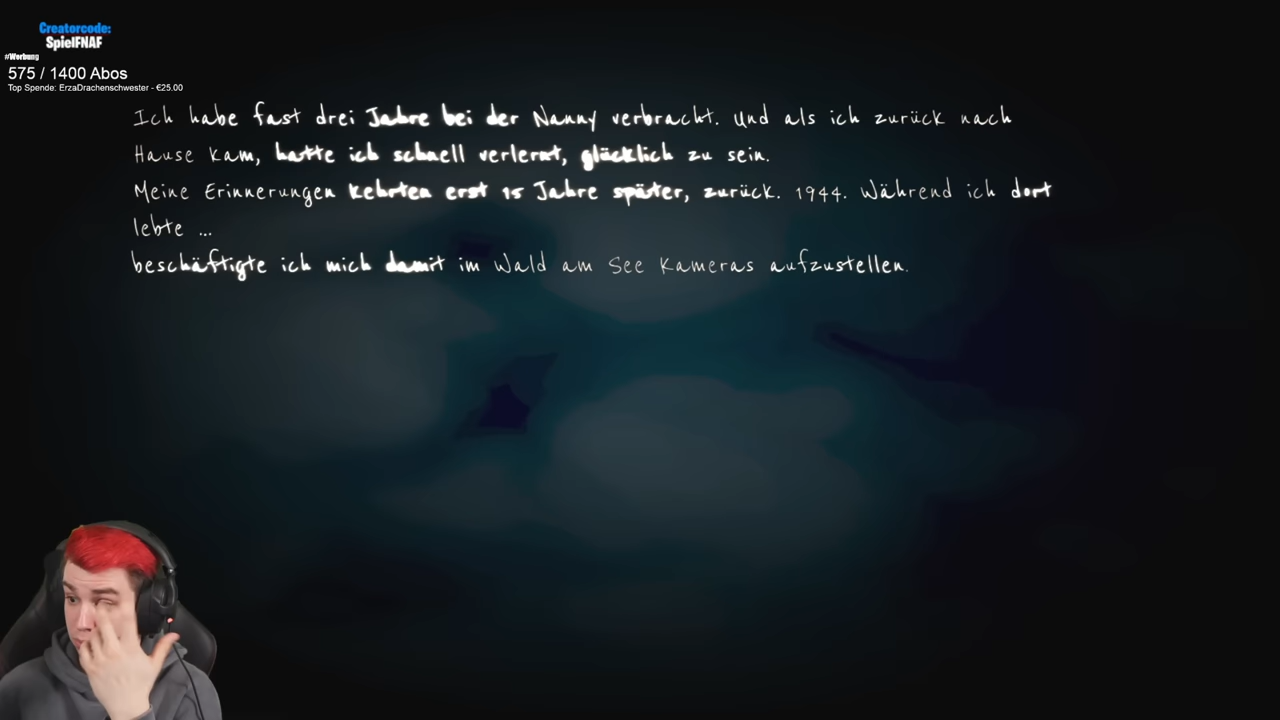 Creatorcode:
SpielFNAF
#Werbung
575 / 1400 Abos
Top Spende: ErzaDrachenschwester - €25.00
Ich habe fast drei Jahre bei der Nanny verbracht. Und als ich zurück nach
Hause kam, hatte ich schnell verlernt, glücklich zu sein.
Meine Erinnerungen kehrten erst 15 Jahre später, zurück. 1944. Während ich dort
lebte ...
beschäftigte ich mich damit im Wald am See Kameras aufzustellen.